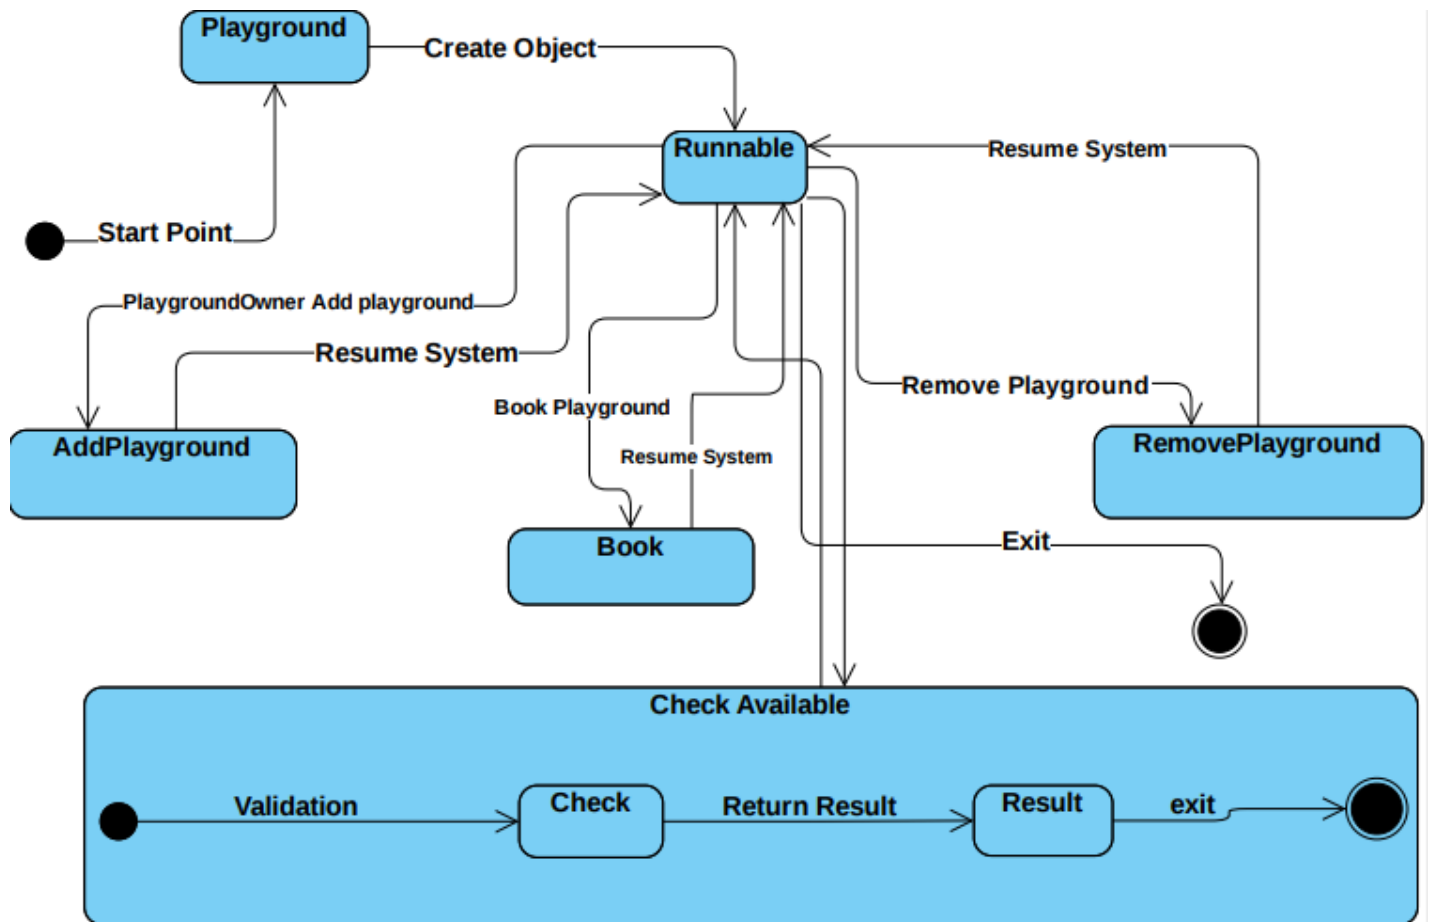 Playground
Create Object
Runnable
Resume System
Start Point
PlaygroundOwner Add playground
Resume System
Remove Playground
Book Playground
AddPlayground
RemovePlayground
Resume System
Book
Exit
Check Available
Validation
Check
Return Result
Result
exit